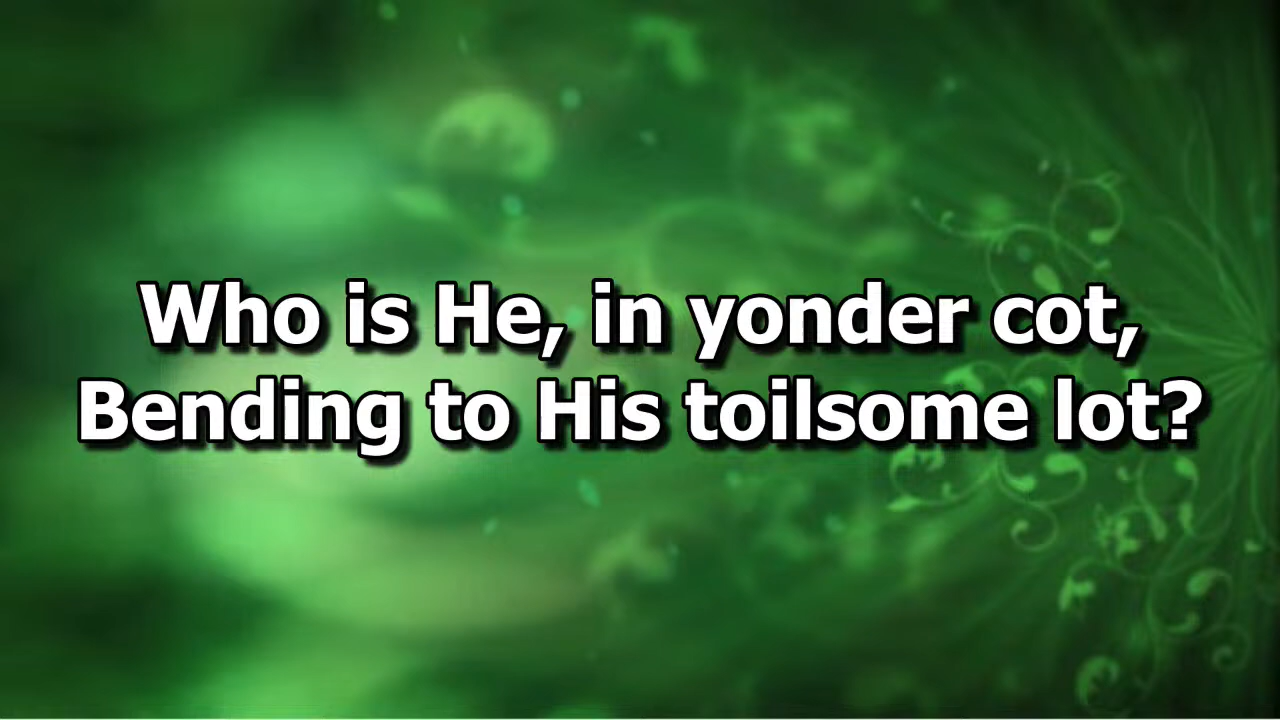 Who is He, in yonder cot,
Bending to His toilsome lot?